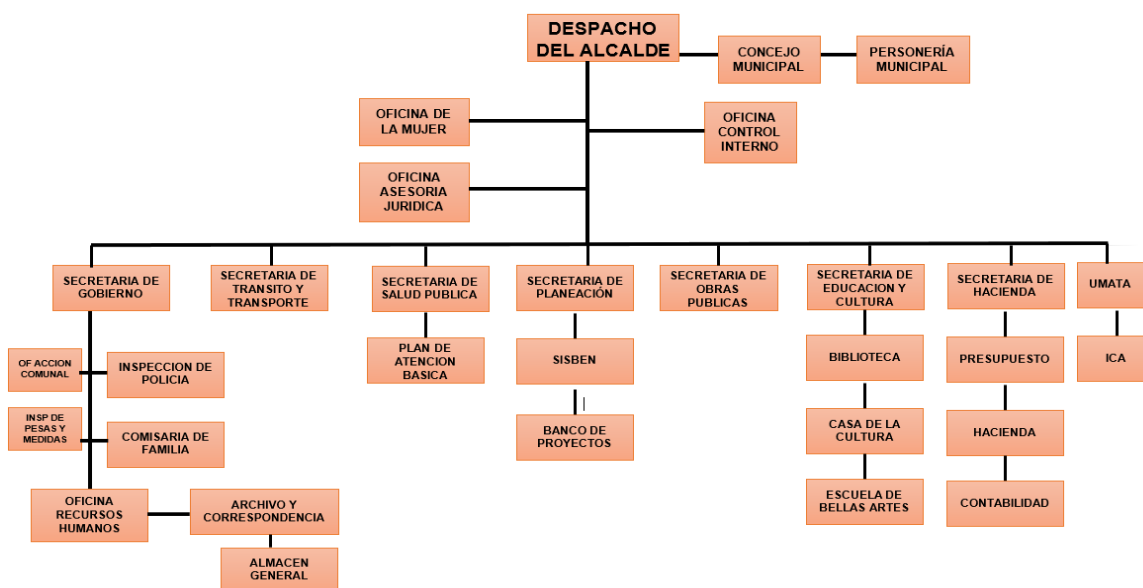 DESPACHO
DEL ALCALDE
CONCEJO
MUNICIPAL
PERSONERÍA
MUNICIPAL
OFICINA DE
LA MUJER
OFICINA
CONTROL
INTERNO
OFICINA
ASESORIA
JURIDICA
SECRETARIA DE
GOBIERNO
SECRETARIA DE
TRANSITO Y
TRANSPORTE
SECRETARIA DE
SALUD PUBLICA
SECRETARIA
DE PLANEACIÓN
SECRETARIA DE
OBRAS
PUBLICAS
SECRETARIA DE
EDUCACION Y
CULTURA
SECRETARIA DE
HACIENDA
UMATA
OF ACCION
COMUNAL
INSPECCION DE
POLICIA
PLAN DE
ATENCION
BASICA
SISBEN
BIBLIOTECA
PRESUPUESTO
ICA
INSP DE
PESAS Y
MEDIDAS
COMISARIA DE
FAMILIA
BANCO DE
PROYECTOS
CASA DE LA
CULTURA
HACIENDA
OFICINA
RECURSOS
HUMANOS
ARCHIVO Y
CORRESPONDENCIA
ESCUELA DE
BELLAS ARTES
CONTABILIDAD
ALMACEN
GENERAL